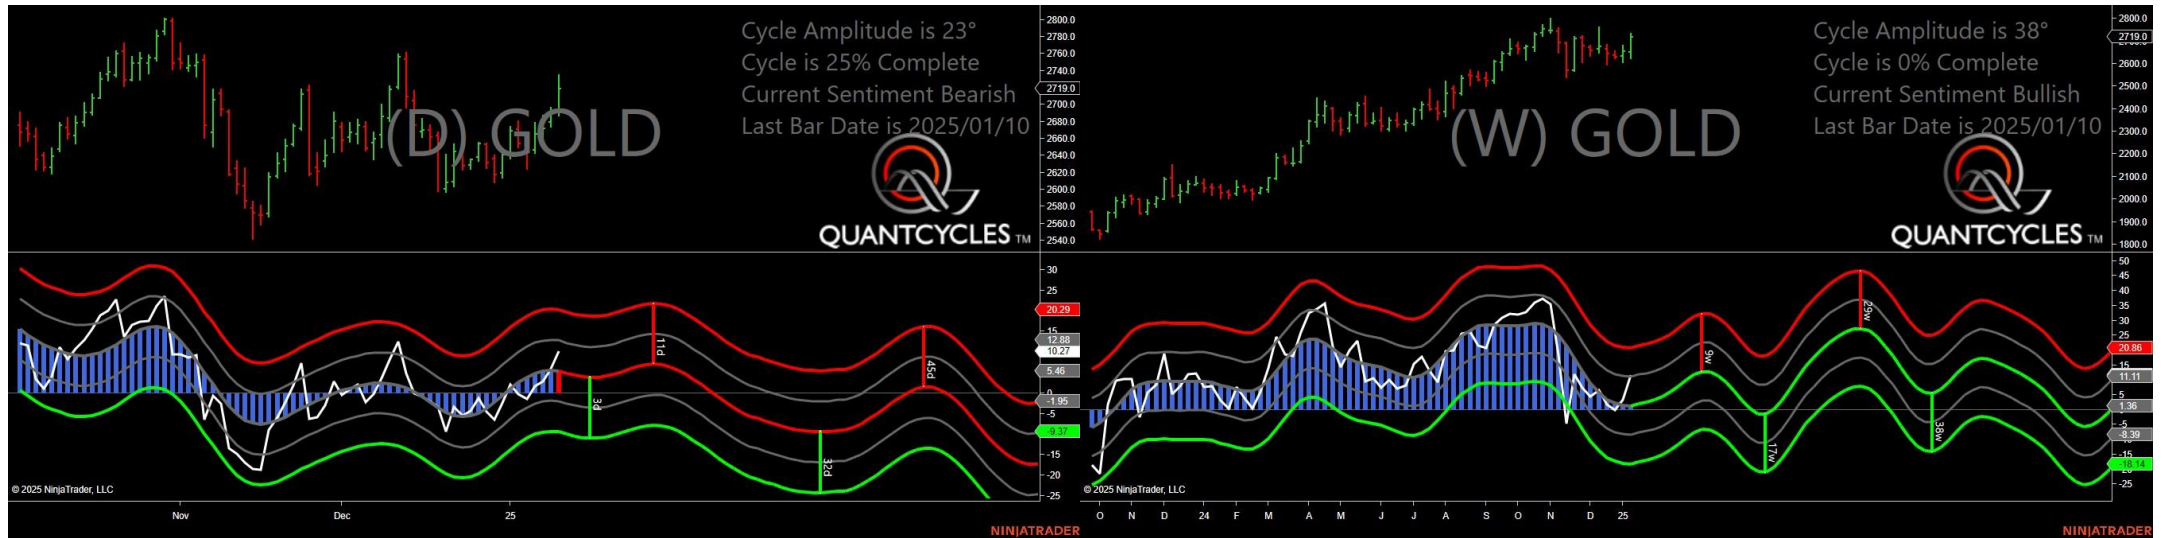 Cycle Amplitude is 23°
Cycle is 25% Complete
Current Sentiment Bearish
Last Bar Date is 2025/01/10
(D) GOLD
QUANTCYCLES TM
2800.0
2780.0
2760.0
2740.0
2719.0
2700.0
2680.0
2660.0
2640.0
2620.0
2600.0
2580.0
2560.0
2540.0
30
25
20.29
15
12.88
10.27
5.46
0
-1.95
-5
-9.37
-15
-20
-25
11d
45d
3d
32d
© 2025 NinjaTrader, LLC
Nov Dec 25
NINJATRADER
Cycle Amplitude is 38°
Cycle is 0% Complete
Current Sentiment Bullish
Last Bar Date is 2025/01/10
(W) GOLD
QUANTCYCLES TM
2800.0
2719.0
2600.0
2500.0
2400.0
2300.0
2200.0
2100.0
2000.0
1900.0
1800.0
50
45
40
35
30
25
20.86
15
11.11
5
1.36
-5
-8.39
-15
-18.14
-25
29w
9w
17w
38w
© 2025 NinjaTrader, LLC
O N D 24 F M A M J J A S O N D 25
NINJATRADER